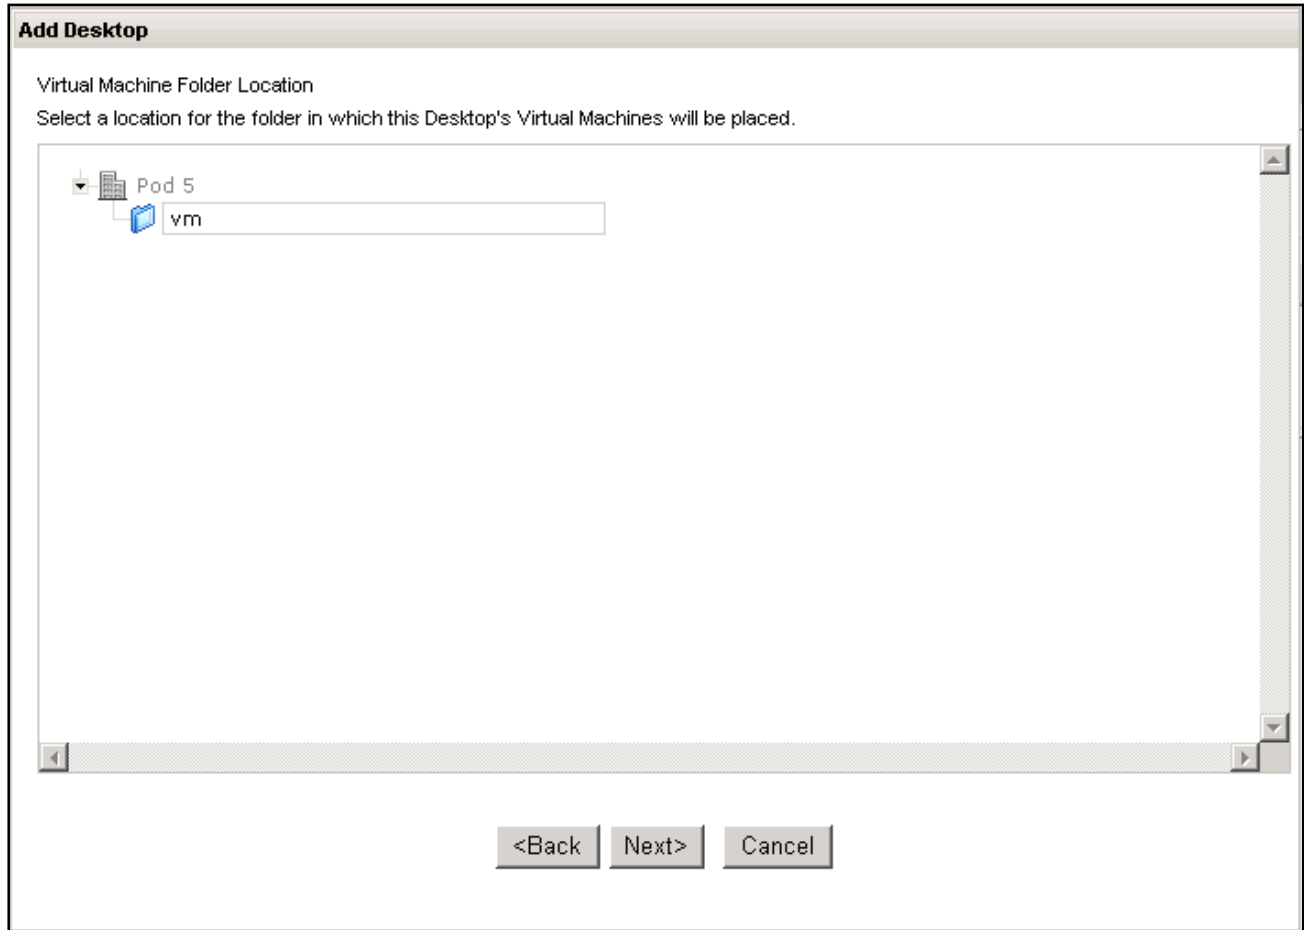 Add Desktop
Virtual Machine Folder Location
Select a location for the folder in which this Desktop's Virtual Machines will be placed.
Pod 5
vm
<Back Next> Cancel